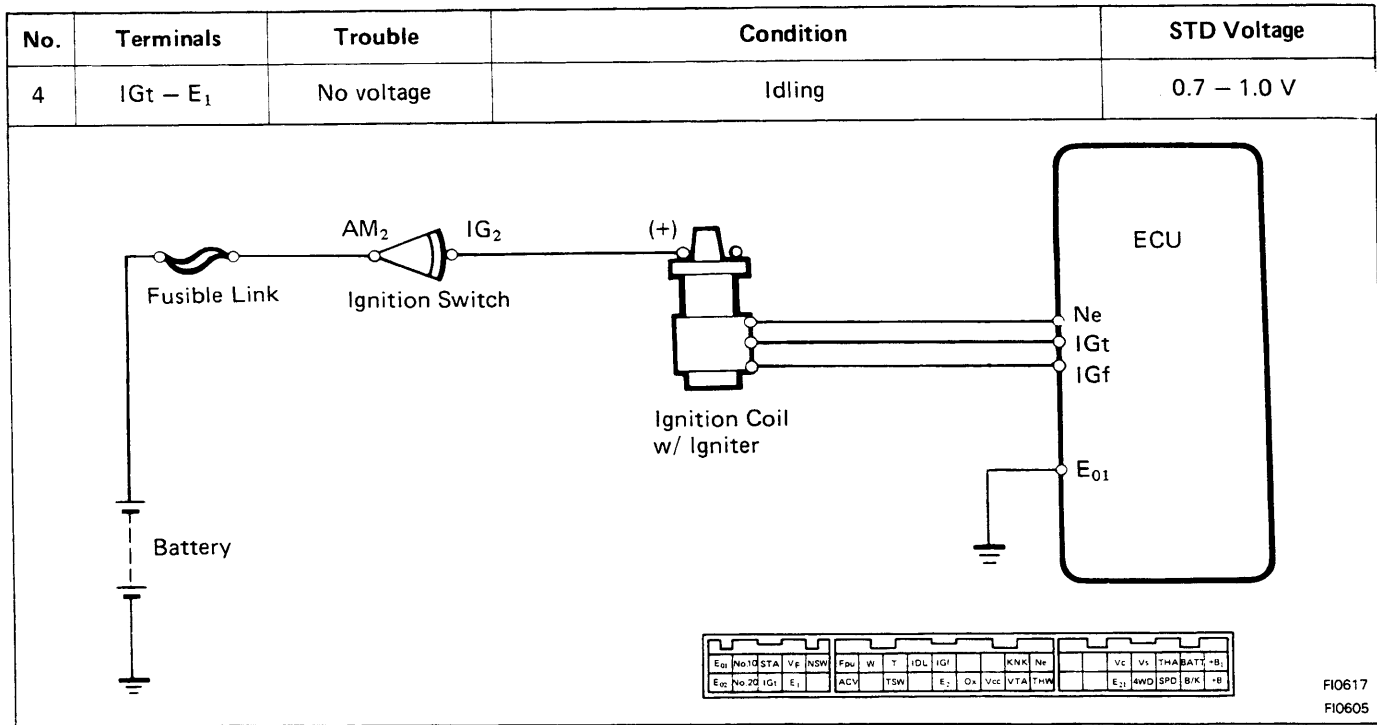 No. Terminals Trouble Condition STD Voltage
4 IGt – E₁ No voltage Idling 0.7 – 1.0 V
AM₂ IG₂ (+)
ECU
Fusible Link Ignition Switch
Ne
IGt
IGf
Ignition Coil
w/ Igniter
E₀₁
Battery
E₀₁ No.10 STA VF NSW Fpu W T IDL IGf KNK Ne Vc Vs THA BATT +B₁
E₀₂ No.20 IGt E₁ ACV TSW E₂ Ox Vcc VTA THW E₂₁ 4WD SPD B/K +B
FI0617
FI0605